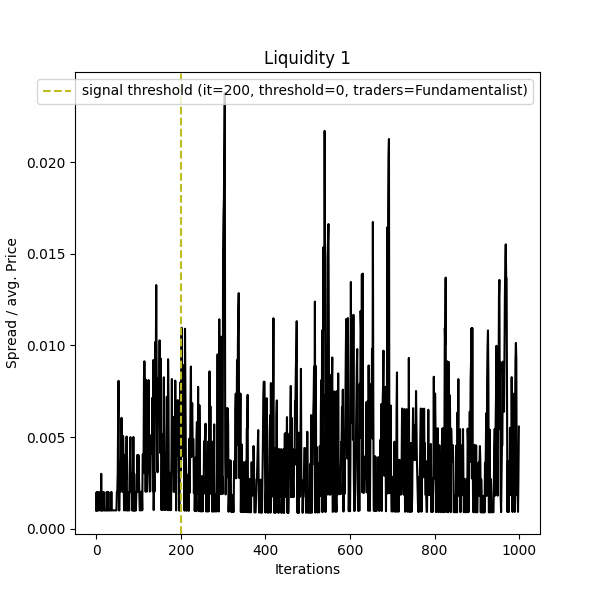 Liquidity 1
signal threshold (it=200, threshold=0, traders=Fundamentalist)
0.020
0.015
0.010
0.005
0.000
Spread / avg. Price
0 200 400 600 800 1000
Iterations